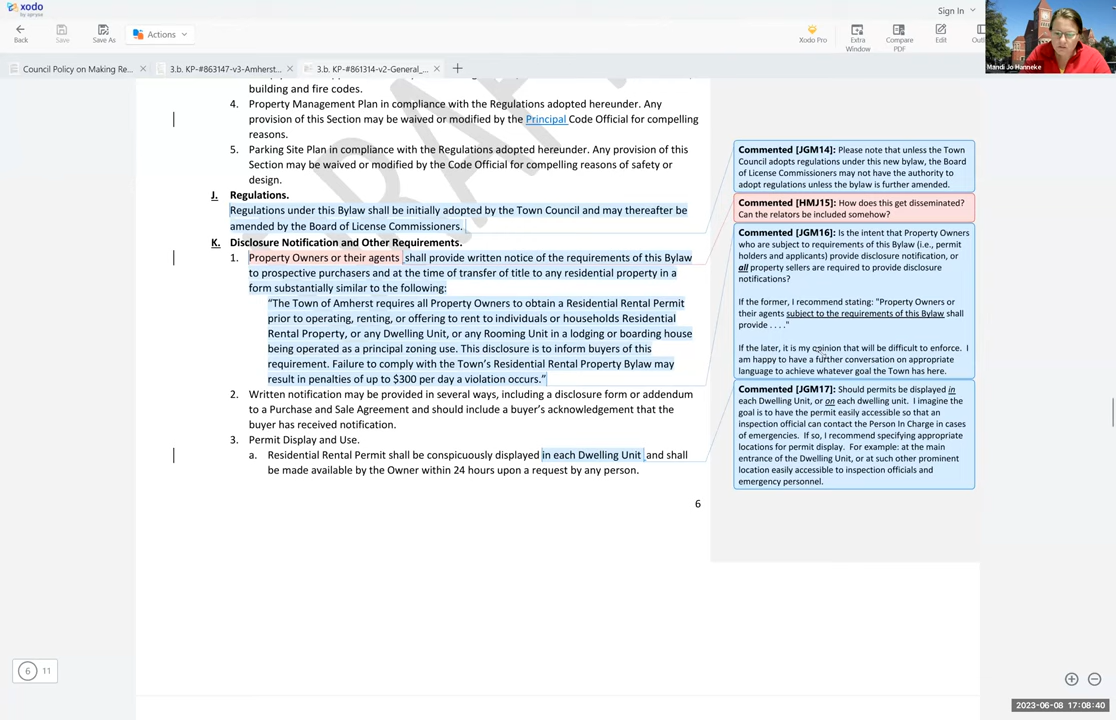 xodo
by apryse
Sign In
Back
Save
Save As
Actions
Xodo Pro
Extra
Window
Compare
PDF
Edit
Mandi Jo Hanneke
Council Policy on Making Re...
3.b. KP-#863147-v3-Amherst...
3.b. KP-#861314-v2-General_...
building and fire codes.
4. Property Management Plan in compliance with the Regulations adopted hereunder. Any
provision of this Section may be waived or modified by the Principal Code Official for compelling
reasons.
5. Parking Site Plan in compliance with the Regulations adopted hereunder. Any provision of this
Section may be waived or modified by the Code Official for compelling reasons of safety or
design.
J. Regulations.
Regulations under this Bylaw shall be initially adopted by the Town Council and may thereafter be
amended by the Board of License Commissioners.
K. Disclosure Notification and Other Requirements.
1. Property Owners or their agents shall provide written notice of the requirements of this Bylaw
to prospective purchasers and at the time of transfer of title to any residential property in a
form substantially similar to the following:
“The Town of Amherst requires all Property Owners to obtain a Residential Rental Permit
prior to operating, renting, or offering to rent to individuals or households Residential
Rental Property, or any Dwelling Unit, or any Rooming Unit in a lodging or boarding house
being operated as a principal zoning use. This disclosure is to inform buyers of this
requirement. Failure to comply with the Town’s Residential Rental Property Bylaw may
result in penalties of up to $300 per day a violation occurs.”
2. Written notification may be provided in several ways, including a disclosure form or addendum
to a Purchase and Sale Agreement and should include a buyer’s acknowledgement that the
buyer has received notification.
3. Permit Display and Use.
a. Residential Rental Permit shall be conspicuously displayed in each Dwelling Unit and shall
be made available by the Owner within 24 hours upon a request by any person.
6
Commented [JGM14]: Please note that unless the Town
Council adopts regulations under this new bylaw, the Board
of License Commissioners may not have the authority to
adopt regulations unless the bylaw is further amended.
Commented [HMJ15]: How does this get disseminated?
Can the relators be included somehow?
Commented [JGM16]: Is the intent that Property Owners
who are subject to requirements of this Bylaw (i.e., permit
holders and applicants) provide disclosure notification, or
all property sellers are required to provide disclosure
notifications?
If the former, I recommend stating: "Property Owners or
their agents subject to the requirements of this Bylaw shall
provide . . . ."
If the later, it is my opinion that will be difficult to enforce. I
am happy to have a further conversation on appropriate
language to achieve whatever goal the Town has here.
Commented [JGM17]: Should permits be displayed in
each Dwelling Unit, or on each dwelling unit. I imagine the
goal is to have the permit easily accessible so that an
inspection official can contact the Person In Charge in cases
of emergencies. If so, I recommend specifying appropriate
locations for permit display. For example: at the main
entrance of the Dwelling Unit, or at such other prominent
location easily accessible to inspection officials and
emergency personnel.
6 11
2023-06-08 17:08:40